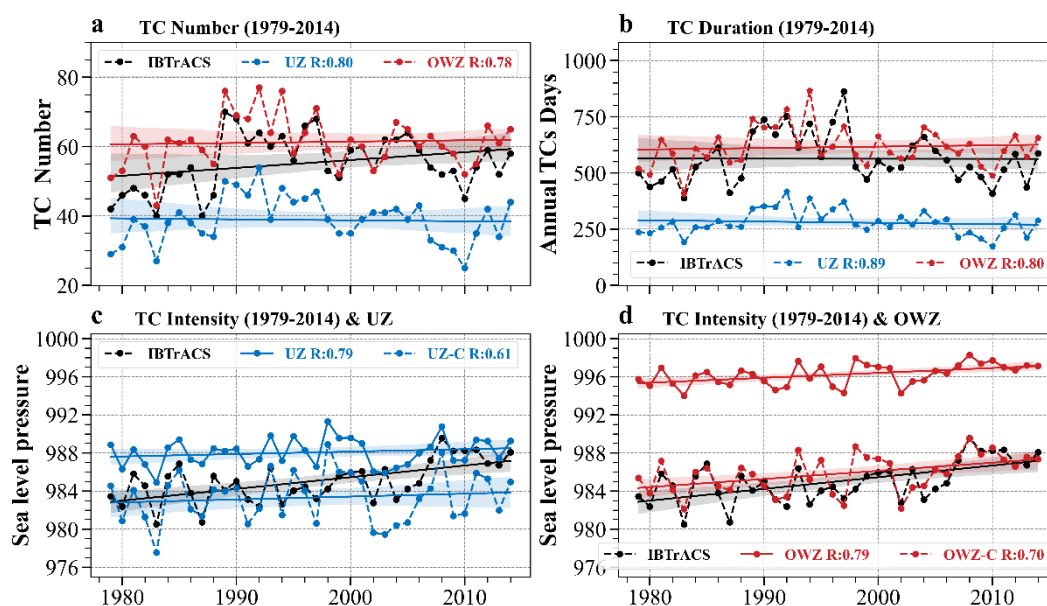 a TC Number (1979-2014)
IBTrACS UZ R:0.80 OWZ R:0.78
TC Number
80
60
40
20
b TC Duration (1979-2014)
Annual TCs Days
1000
750
500
250
0
IBTrACS UZ R:0.89 OWZ R:0.80
c TC Intensity (1979-2014) & UZ
IBTrACS UZ R:0.79 UZ-C R:0.61
Sea level pressure
1000
996
992
988
984
980
976
1980 1990 2000 2010
d TC Intensity (1979-2014) & OWZ
Sea level pressure
1000
996
992
988
984
980
976
IBTrACS OWZ R:0.79 OWZ-C R:0.70
1980 1990 2000 2010